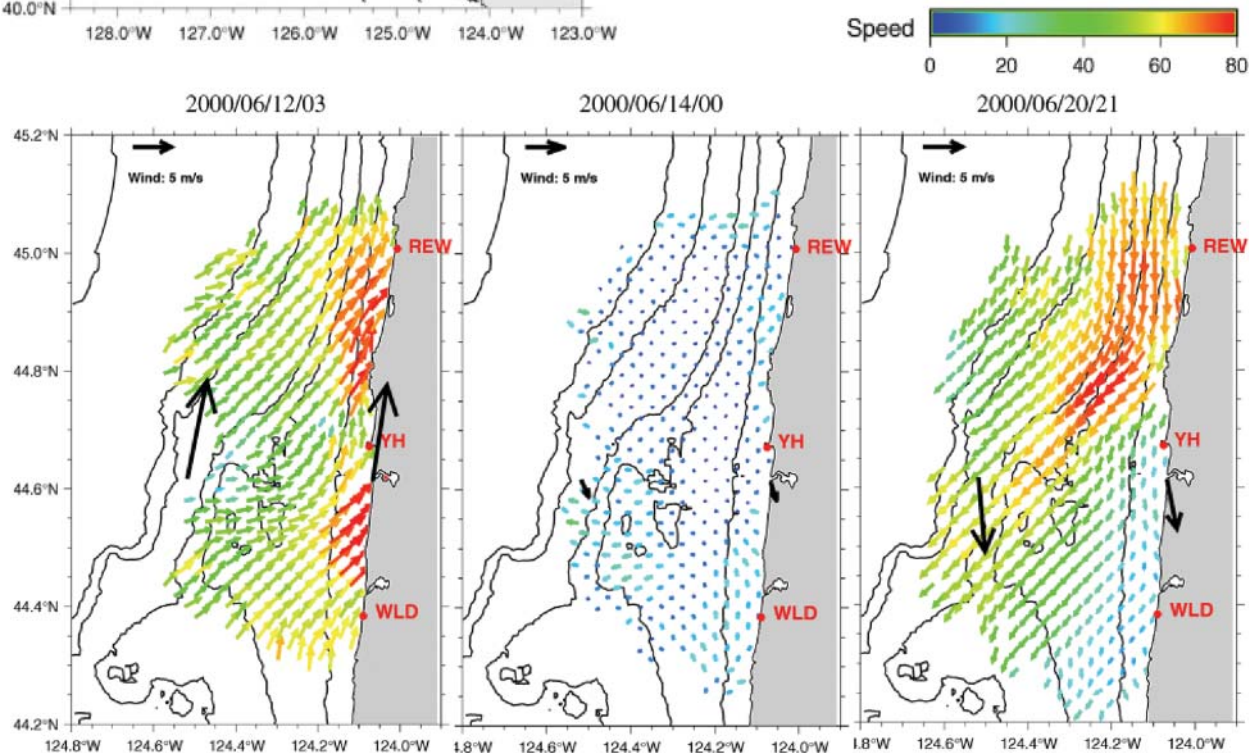 40.0°N
128.0°W 127.0°W 126.0°W 125.0°W 124.0°W 123.0°W
Speed
0 20 40 60 80
2000/06/12/03 2000/06/14/00 2000/06/20/21
45.2°N
Wind: 5 m/s Wind: 5 m/s Wind: 5 m/s
45.0°N
REW REW REW
44.8°N
YH YH YH
44.6°N
44.4°N
WLD WLD WLD
44.2°N
124.8°W 124.6°W 124.4°W 124.2°W 124.0°W .8°W 124.6°W 124.4°W 124.2°W 124.0°W 124.6°W 124.4°W 124.2°W 124.0°W